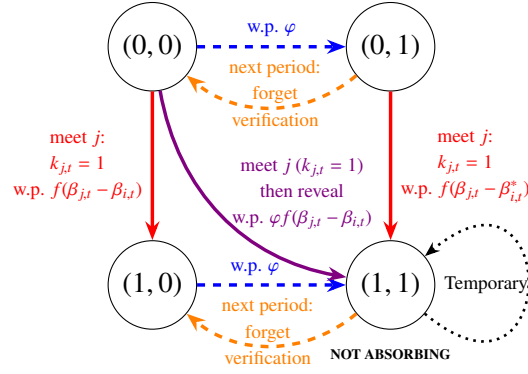 w.p. φ
(0, 0)
(0, 1)
next period:
forget
verification
meet j:
k_{j,t} = 1
w.p. f(β_{j,t} − β_{i,t})
meet j (k_{j,t} = 1)
then reveal
w.p. φf(β_{j,t} − β_{i,t})
meet j:
k_{j,t} = 1
w.p. f(β_{j,t} − β*_{i,t})
w.p. φ
(1, 0)
(1, 1)
Temporary
next period:
forget
verification
NOT ABSORBING